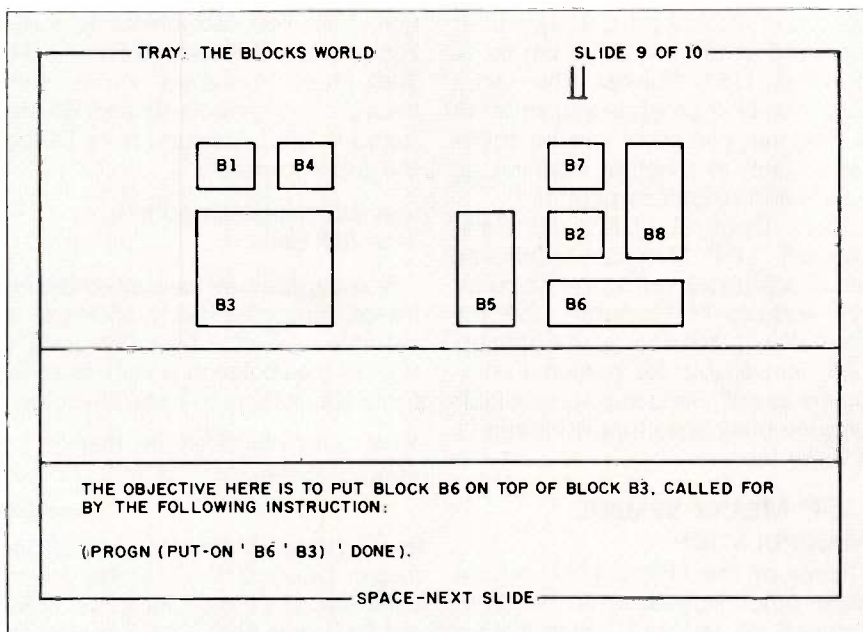 TRAY. THE BLOCKS WORLD
SLIDE 9 OF 10
B1
B4
B7
B2
B8
B3
B5
B6
THE OBJECTIVE HERE IS TO PUT BLOCK B6 ON TOP OF BLOCK B3, CALLED FOR
BY THE FOLLOWING INSTRUCTION:
(PROGN (PUT-ON ' B6 ' B3) ' DONE).
SPACE-NEXT SLIDE